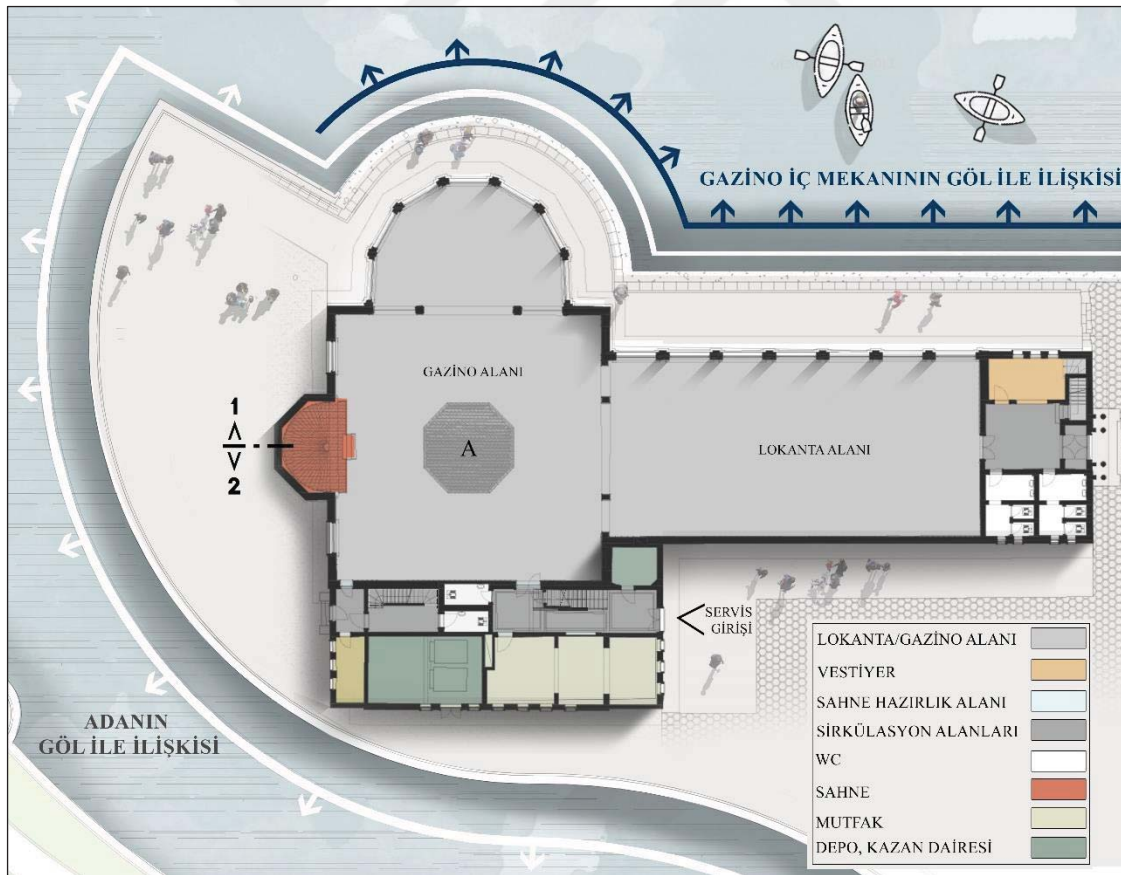 GAZİNO İÇ MEKANININ GÖL İLE İLİŞKİSİ
GAZİNO ALANI
1
2
A
LOKANTA ALANI
SERVİS
GİRİŞİ
ADANIN
GÖL İLE İLİŞKİSİ
LOKANTA/GAZİNO ALANI
VESTİYER
SAHNE HAZIRLIK ALANI
SİRKÜLASYON ALANLARI
WC
SAHNE
MUTFAK
DEPO, KAZAN DAİRESİ